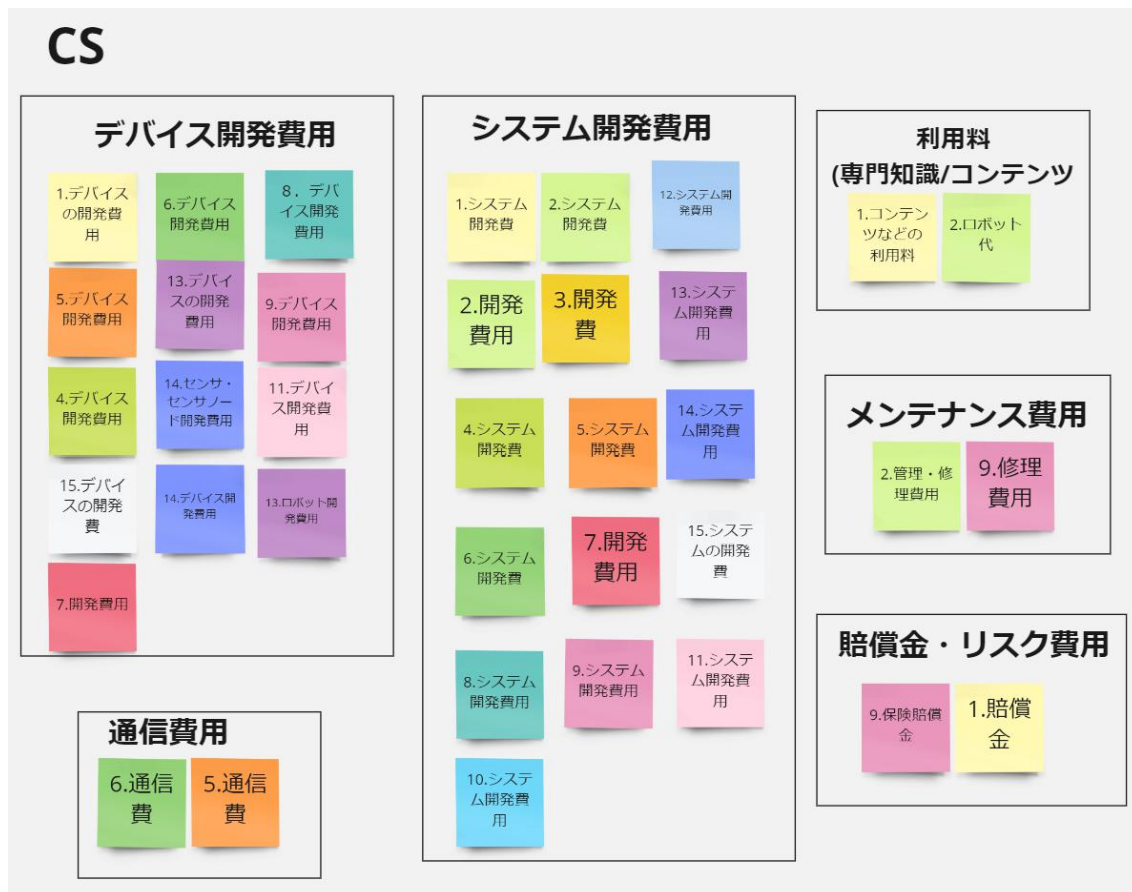 CS
デバイス開発費用
1.デバイス
の開発費
用
6.デバイス
開発費用
8．デバ
イス開発
費用
5.デバイス
開発費用
13.デバイ
スの開発
費用
9.デバイス
開発費用
4.デバイス
開発費用
14.センサ・
センサノー
ド開発費用
11.デバイ
ス開発費
用
15.デバイ
スの開発
費
14.デバイス開
発費用
13.ロボット開
発費用
7.開発費用
通信費用
6.通信
費
5.通信
費
システム開発費用
1.システム
開発費
2.システム
開発費
12.システム開
発費用
2.開発
費用
3.開発
費
13.システ
ム開発費
用
4.システム
開発費
5.システム
開発費
14.システ
ム開発費
用
6.システム
開発費
7.開発
費用
15.システ
ムの開発
費
8.システム
開発費用
9.システム
開発費用
11.システ
ム開発費
用
10.システ
ム開発費
用
利用料
(専門知識/コンテンツ
1.コンテン
ツなどの
利用料
2.ロボット
代
メンテナンス費用
2.管理・修
理費用
9.修理
費用
賠償金・リスク費用
9.保険賠償
金
1.賠償
金